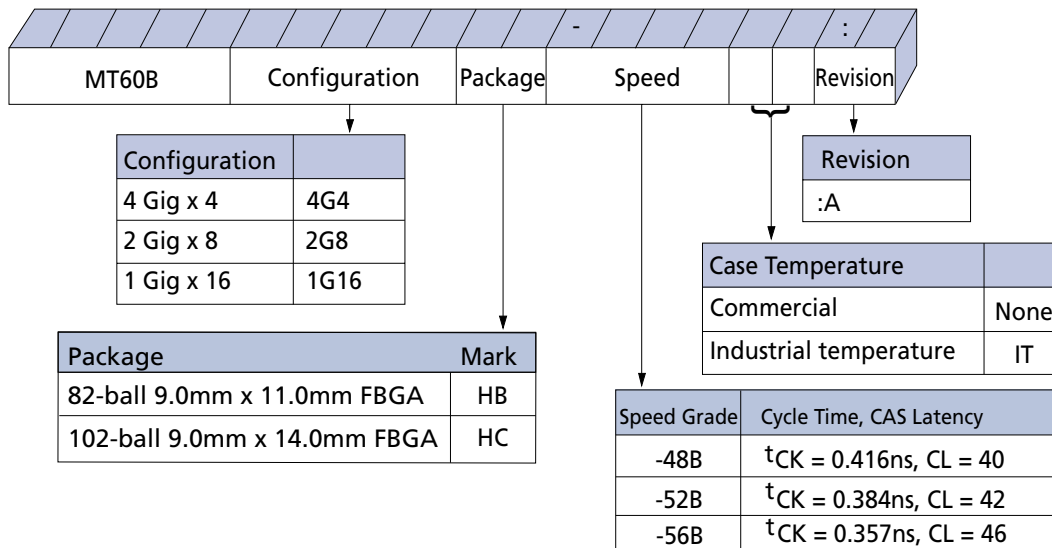 - :
MT60B Configuration Package Speed Revision
Configuration
4 Gig x 4 4G4
2 Gig x 8 2G8
1 Gig x 16 1G16
Revision
:A
Case Temperature
Commercial None
Industrial temperature IT
Package Mark
82-ball 9.0mm x 11.0mm FBGA HB
102-ball 9.0mm x 14.0mm FBGA HC
Speed Grade Cycle Time, CAS Latency
-48B tCK = 0.416ns, CL = 40
-52B tCK = 0.384ns, CL = 42
-56B tCK = 0.357ns, CL = 46